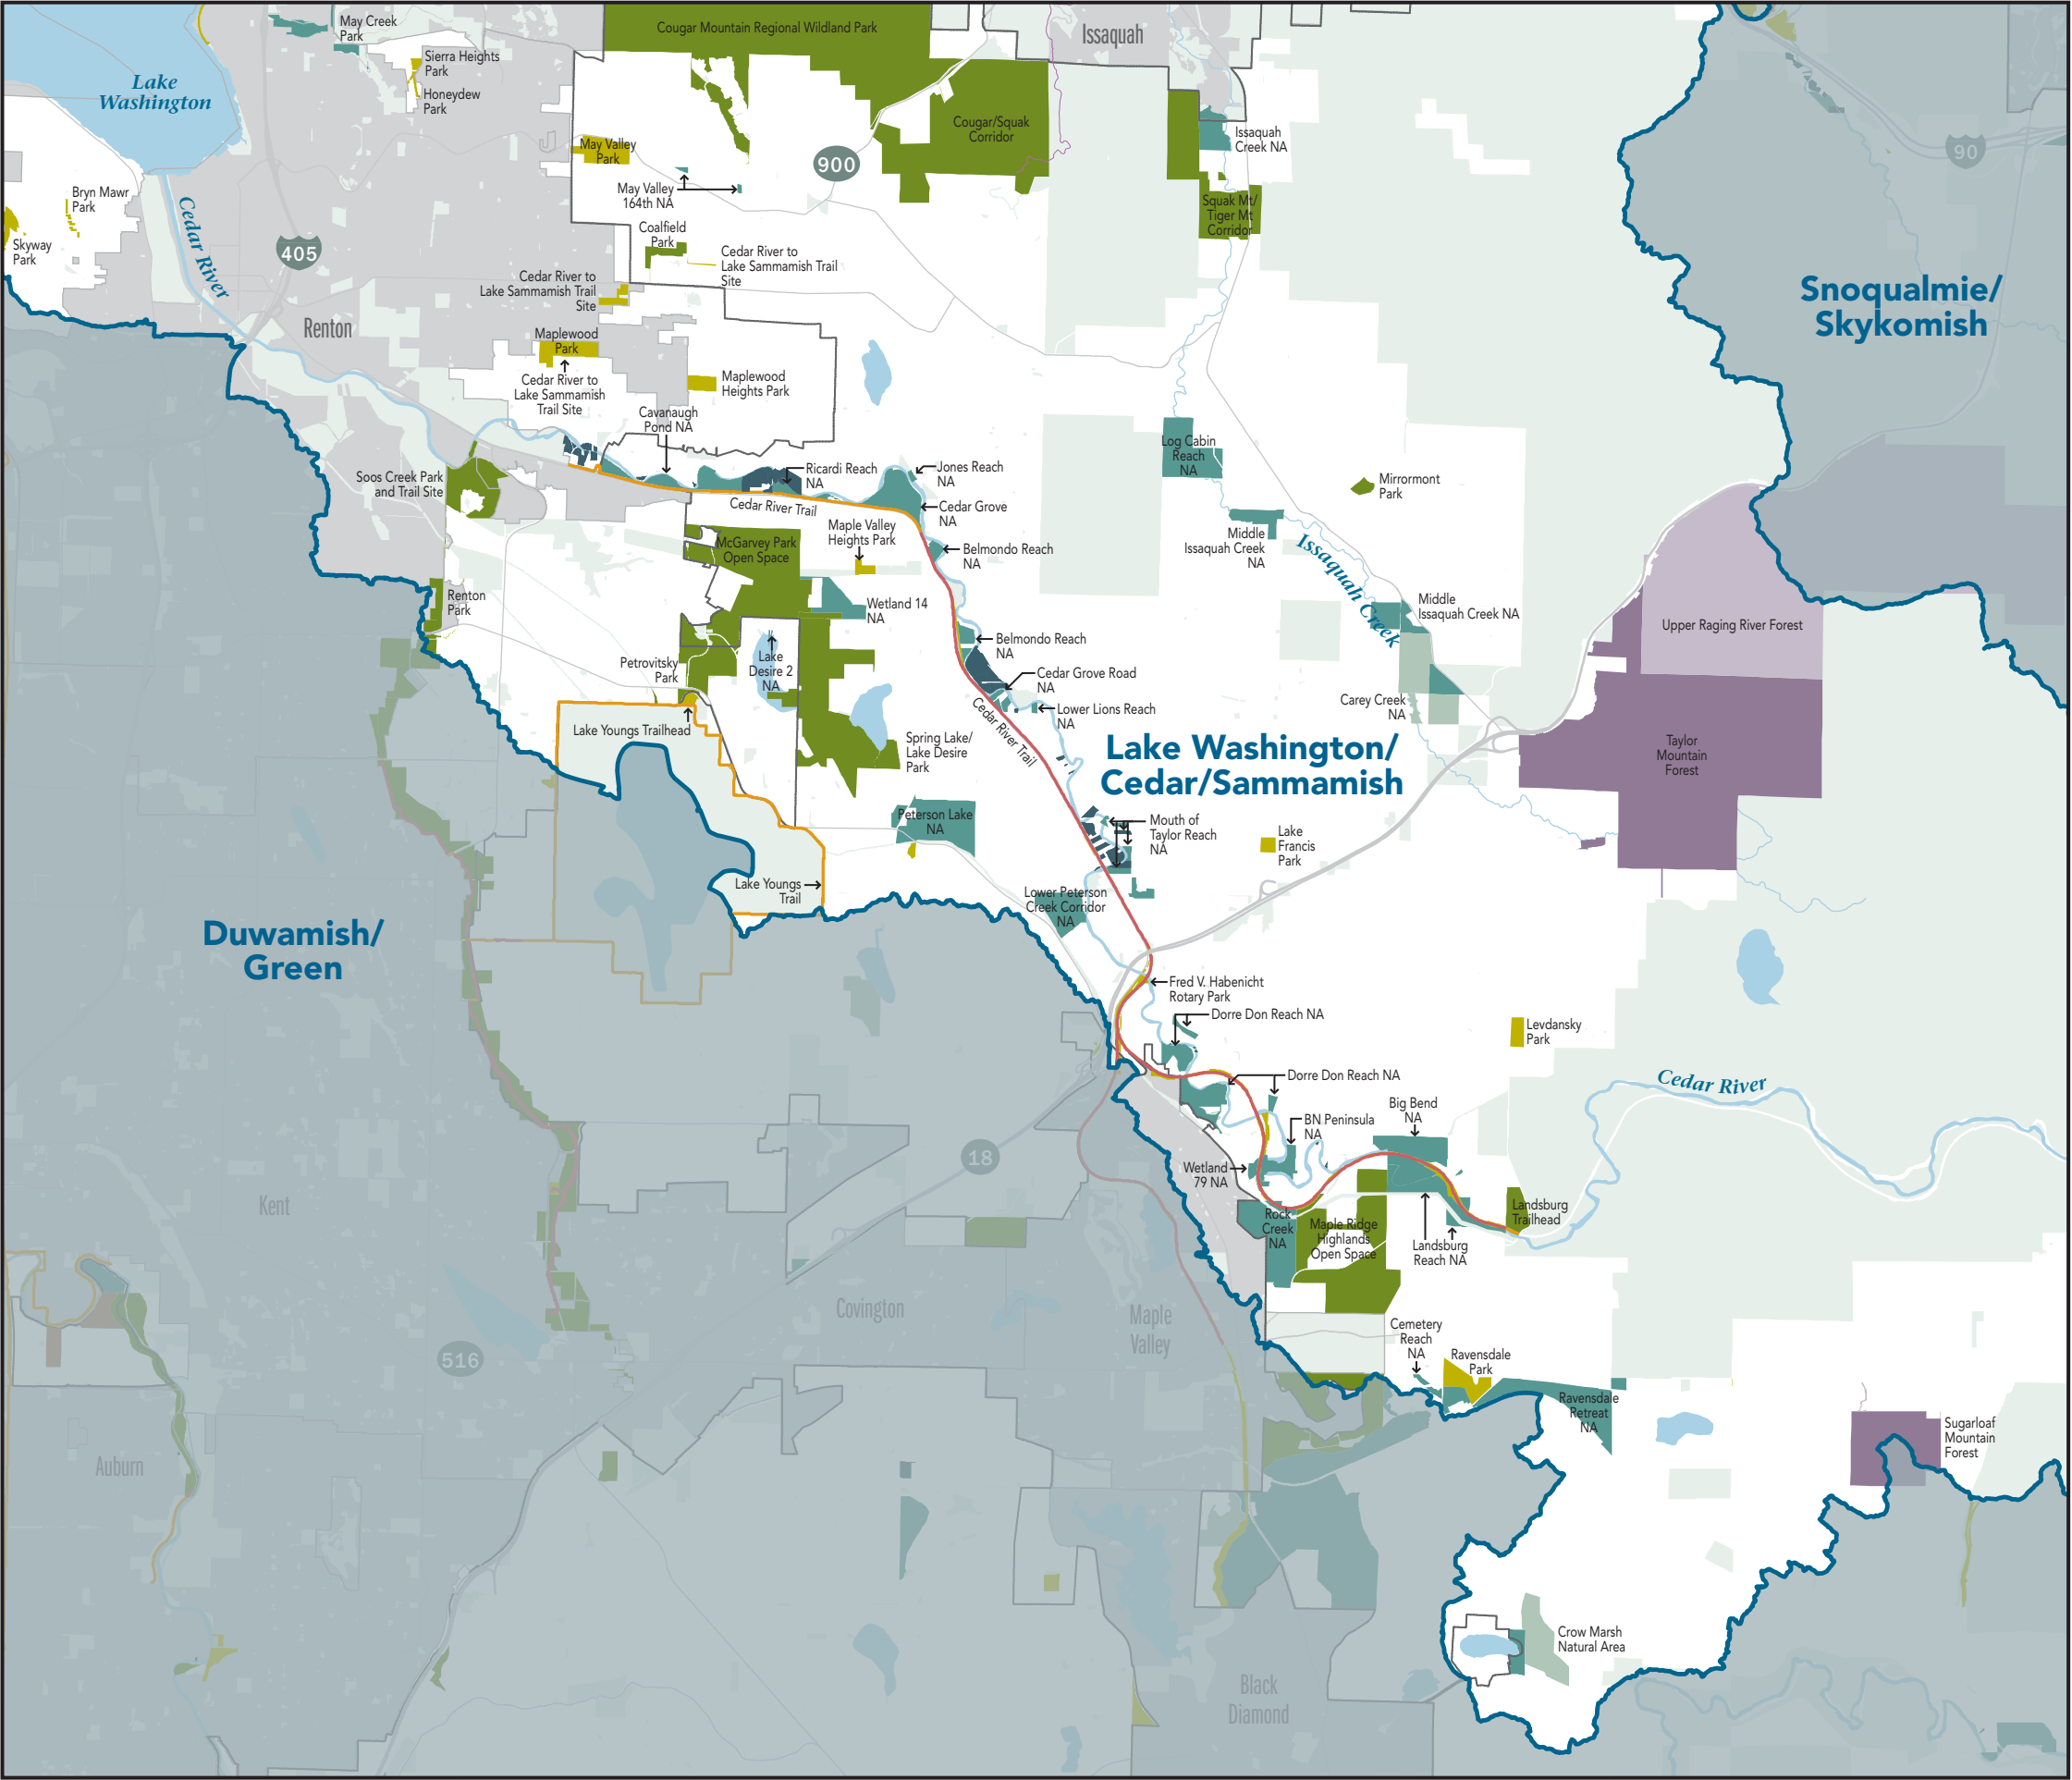 May Creek
Park
Sierra Heights
Park
Honeydew
Park
Lake
Washington
Cougar Mountain Regional Wildland Park
Issaquah
Cougar/Squak
Corridor
Issaquah
Creek NA
90
May Valley
Park
900
May Valley
164th NA
Bryn Mawr
Park
Skyway
Park
Cedar River
405
Squak Mt/
Tiger Mt
Corridor
Coalfield
Park
Cedar River to
Lake Sammamish Trail
Site
Cedar River to
Lake Sammamish Trail
Site
Snoqualmie/
Skykomish
Renton
Maplewood
Park
Cedar River to
Lake Sammamish
Trail Site
Maplewood
Heights Park
Cavanaugh
Pond NA
Log Cabin
Reach
NA
Soos Creek Park
and Trail Site
Ricardi Reach
NA
Jones Reach
NA
Mirrormont
Park
Cedar River Trail
Cedar Grove
NA
Maple Valley
Heights Park
McGarvey Park
Open Space
Belmondo Reach
NA
Middle
Issaquah Creek
NA
Issaquah Creek
Renton
Park
Wetland 14
NA
Middle
Issaquah Creek NA
Upper Raging River Forest
Belmondo Reach
NA
Petrovitsky
Park
Lake
Desire 2
NA
Cedar Grove Road
NA
Carey Creek
NA
Lower Lions Reach
NA
Lake Youngs Trailhead
Cedar River Trail
Spring Lake/
Lake Desire
Park
Lake Washington/
Cedar/Sammamish
Taylor
Mountain
Forest
Peterson Lake
NA
Mouth of
Taylor Reach
NA
Lake
Francis
Park
Lake Youngs
Trail
Lower Peterson
Creek Corridor
NA
Duwamish/
Green
Fred V. Habenicht
Rotary Park
Dorre Don Reach NA
Levdansky
Park
Dorre Don Reach NA
Cedar River
Big Bend
NA
BN Peninsula
NA
18
Wetland
79 NA
Kent
Rock
Creek
NA
Maple Ridge
Highlands
Open Space
Landsburg
Trailhead
Landsburg
Reach NA
Covington
Maple
Valley
516
Cemetery
Reach
NA
Ravensdale
Park
Ravensdale
Retreat
NA
Sugarloaf
Mountain
Forest
Auburn
Crow Marsh
Natural Area
Black
Diamond